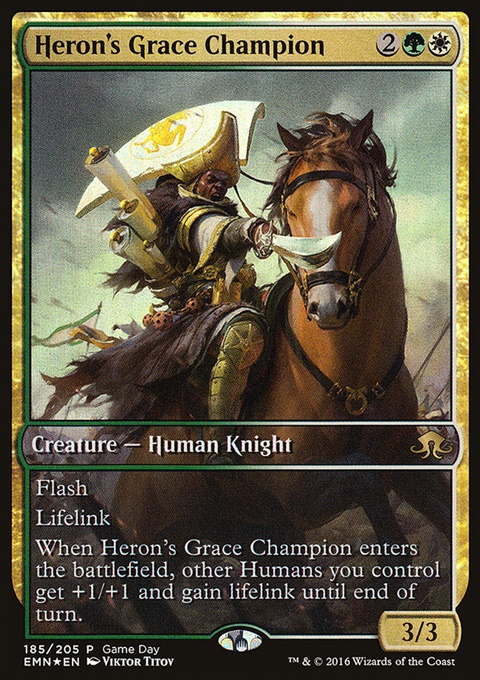 Heron's Grace Champion 2
Creature — Human Knight
Flash
Lifelink
When Heron's Grace Champion enters
the battlefield, other Humans you control
get +1/+1 and gain lifelink until end of
turn.
3/3
185/205 P Game Day
EMN★EN Viktor Titov
™ & © 2016 Wizards of the Coast